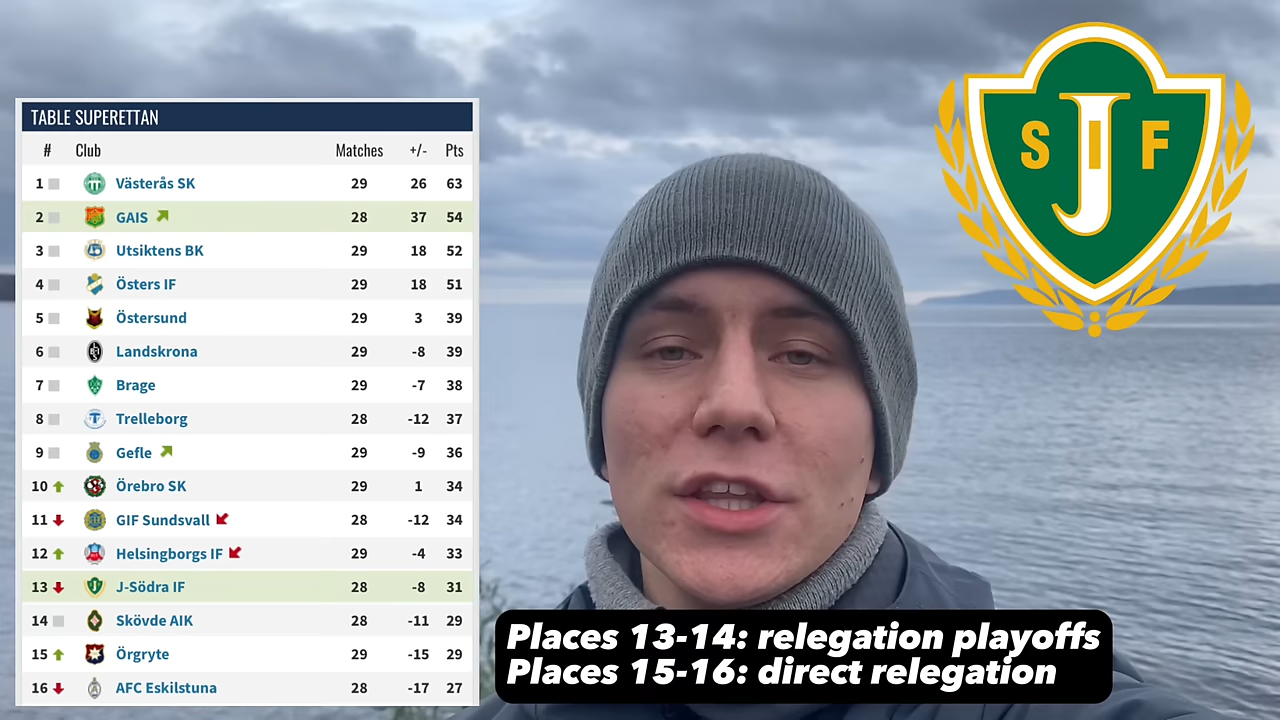 TABLE SUPERETTAN
# Club Matches +/- Pts
1 Västerås SK 29 26 63
2 GAIS 28 37 54
3 Utsiktens BK 29 18 52
4 Östers IF 29 18 51
5 Östersund 29 3 39
6 Landskrona 29 -8 39
7 Brage 29 -7 38
8 Trelleborg 28 -12 37
9 Gefle 29 -9 36
10 Örebro SK 29 1 34
11 GIF Sundsvall 28 -12 34
12 Helsingborgs IF 29 -4 33
13 J-Södra IF 28 -8 31
14 Skövde AIK 28 -11 29
15 Örgryte 29 -15 29
16 AFC Eskilstuna 28 -17 27
J
S I F
Places 13-14: relegation playoffs
Places 15-16: direct relegation